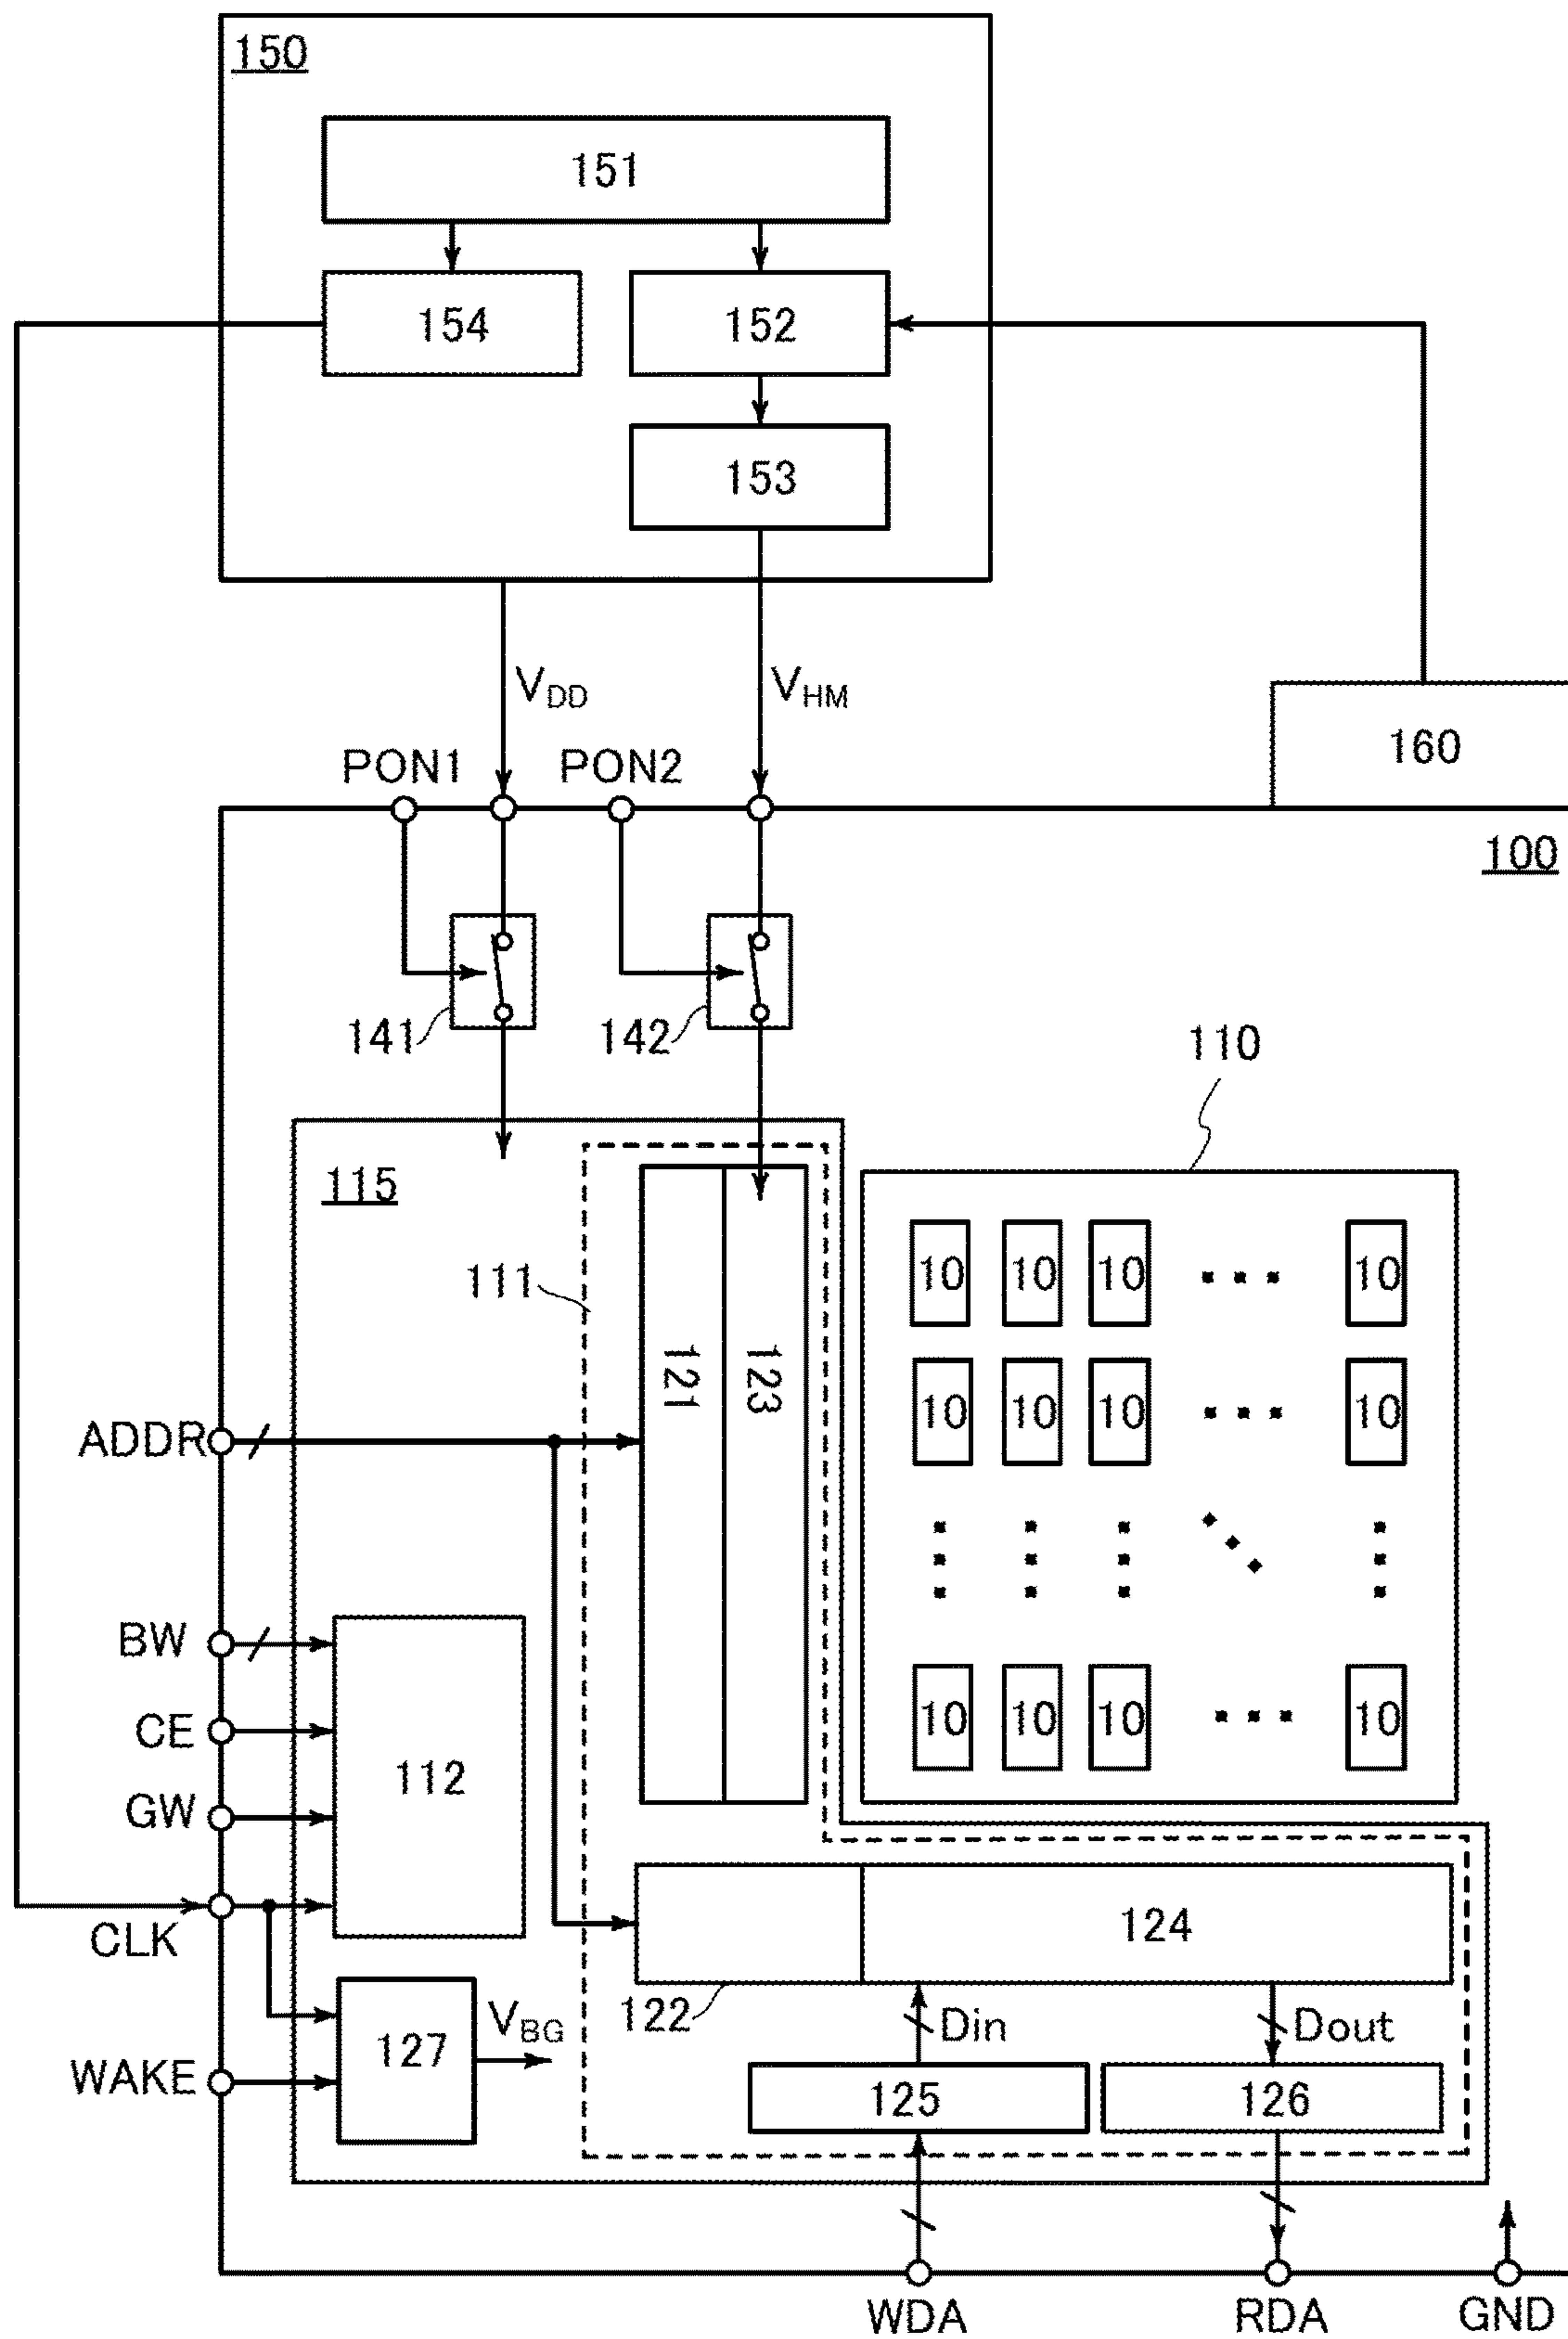 150
151
154
152
153
VDD
VHM
PON1
PON2
160
100
141
142
110
115
111
121
123
10 10 10 10
10 10 10 10
10 10 10 10
ADDR
BW
CE
GW
CLK
WAKE
112
127
VBG
124
122
Din
Dout
125
126
WDA
RDA
GND